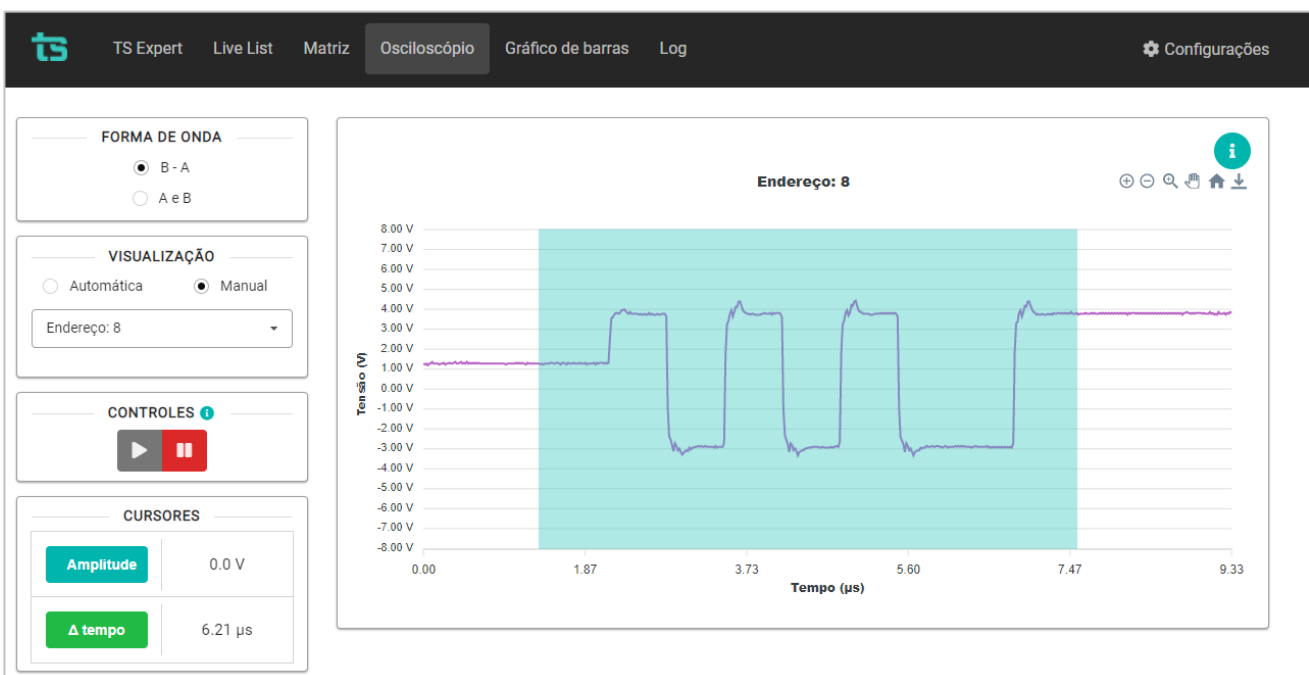 ts TS Expert Live List Matriz Osciloscópio Gráfico de barras Log Configurações
FORMA DE ONDA
B - A
A e B
VISUALIZAÇÃO
Automática Manual
Endereço: 8
CONTROLES i
CURSORES
Amplitude 0.0 V
Δ tempo 6.21 µs
i
Endereço: 8
8.00 V
7.00 V
6.00 V
5.00 V
4.00 V
3.00 V
2.00 V
1.00 V
0.00 V
-1.00 V
-2.00 V
-3.00 V
-4.00 V
-5.00 V
-6.00 V
-7.00 V
-8.00 V
Tensão (V)
0.00 1.87 3.73 5.60 7.47 9.33
Tempo (µs)